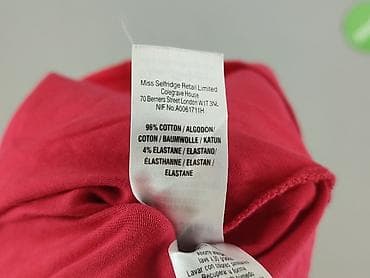 Miss Selfridge Retail Limited
Colegrave House
70 Berners Street London W1T 3NL
NIF No.A0061711H
96% COTTON / ALGODON/
COTON / BAUMWOLLE / KATUN
4% ELASTANE / ELASTANO/
ÉLASTHANNE / ELASTAN /
ELASTANE